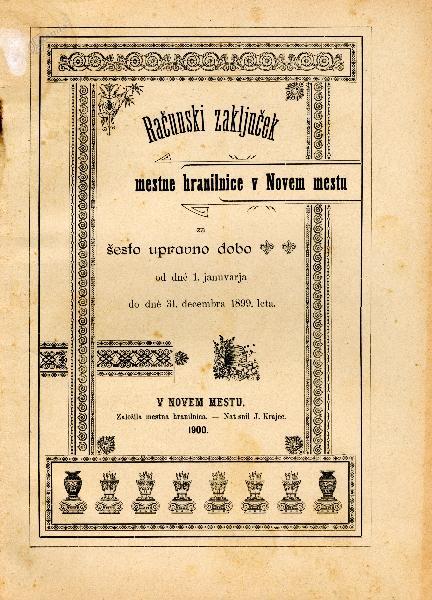 Računski zaključek
mestne hranilnice v Novem mestu
za
šesto upravno dobo
od dné 1. januvarja
do dné 31. decembra 1899. leta.
V NOVEM MESTU.
Založila mestna hranilnica. — Natisnil J. Krajec.
1900.